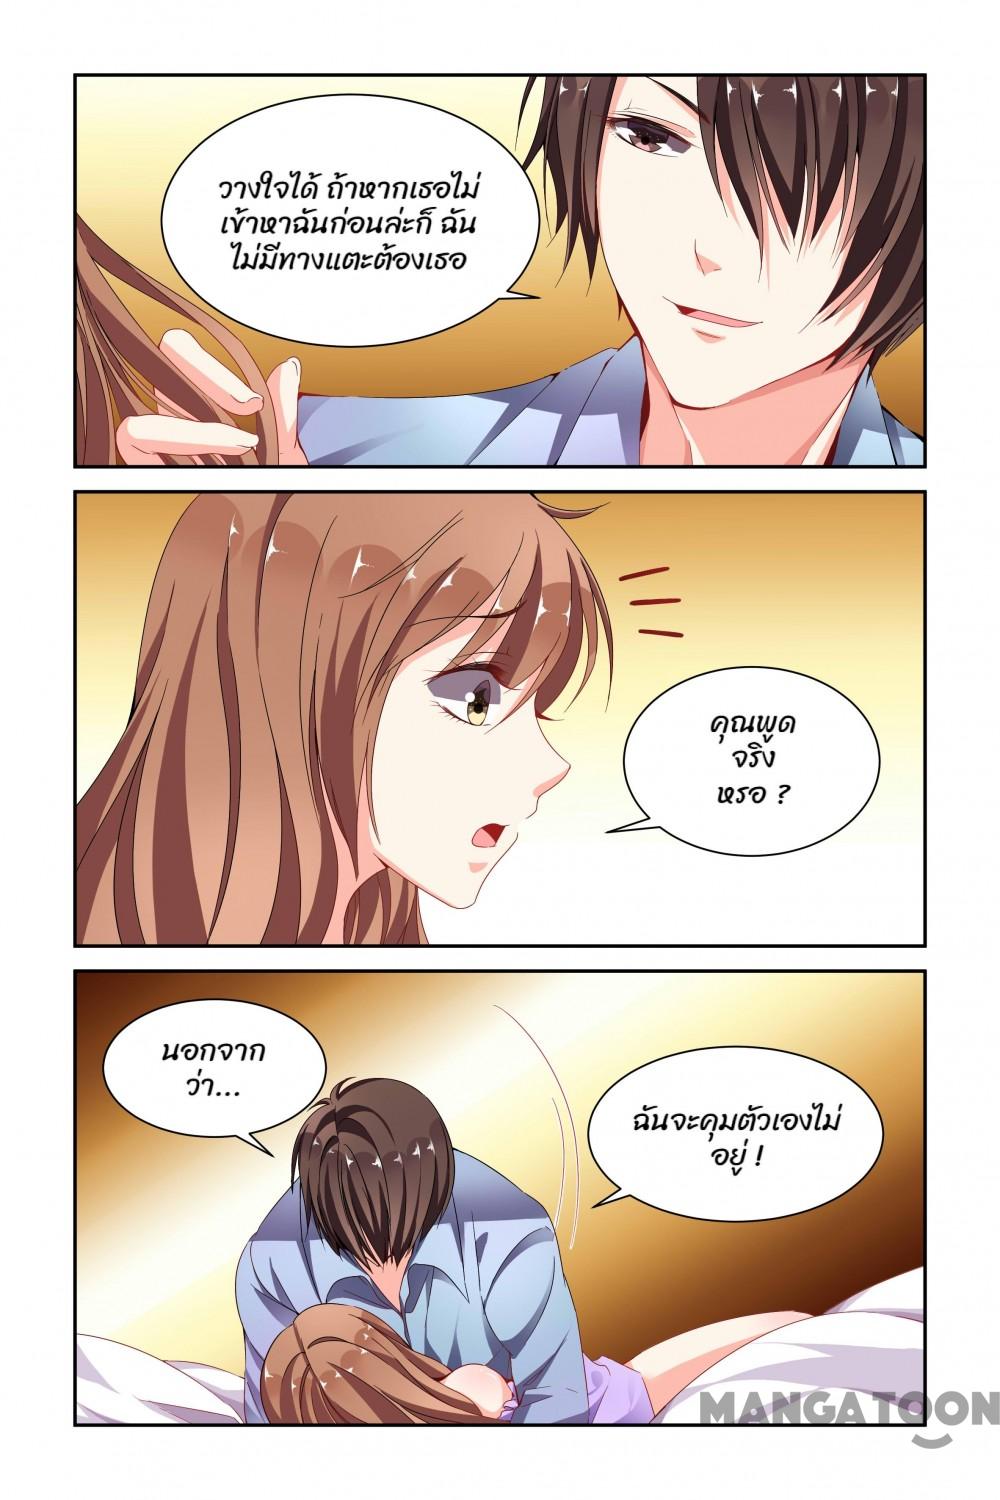 วางใจได้ ถ้าหากเธอไม่
เข้าหาฉันก่อนล่ะก็ ฉัน
ไม่มีทางแตะต้องเธอ
คุณพูด
จริง
หรอ ?
นอกจาก
ว่า...
ฉันจะคุมตัวเองไม่
อยู่ !
MANGATOON